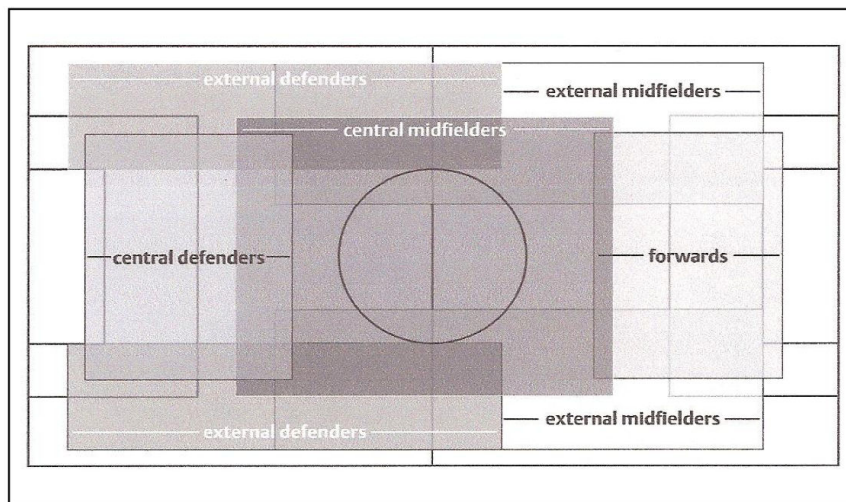 external defenders
external midfielders
central midfielders
central defenders
forwards
external defenders
external midfielders